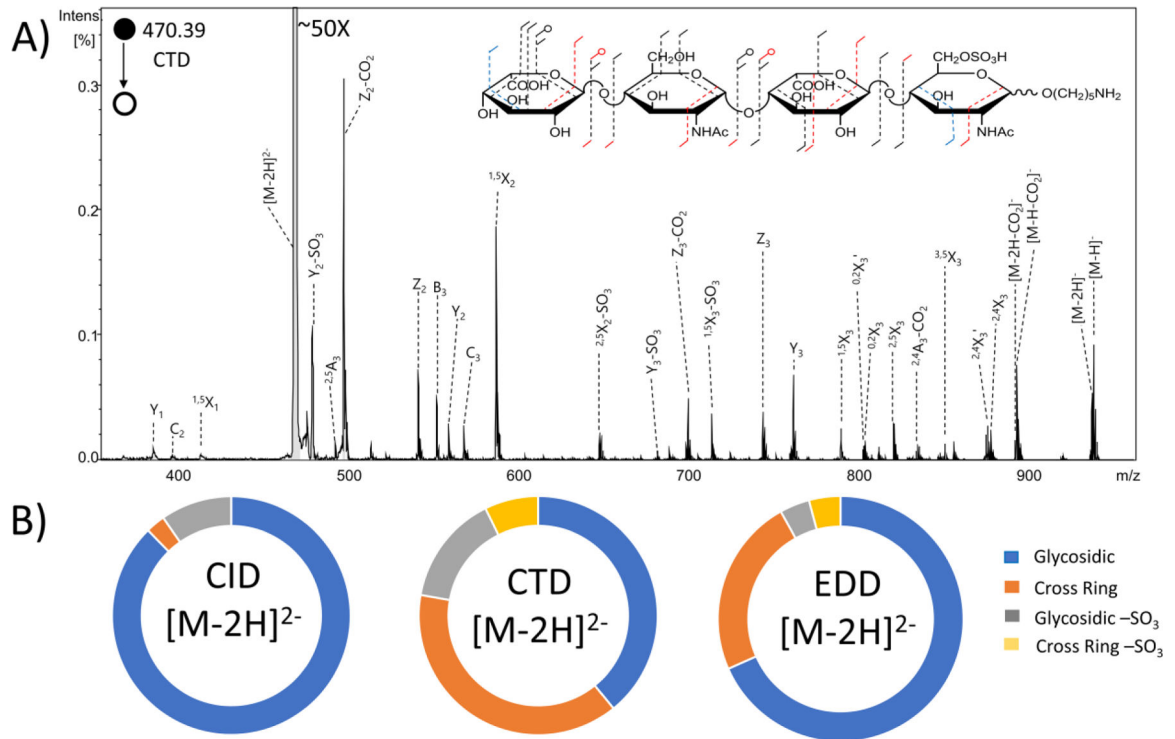 A)
Intens.
[%]
470.39
CTD
~50X
0.3
0.2
0.1
0.0
400
500
600
700
800
900
m/z
Y₁
C₂
¹,⁵X₁
[M-2H]²⁻
Y₂-SO₃
²,⁵A₃
Z₂-CO₂
Z₂
B₃
Y₂
C₃
¹,⁵X₂
²,⁵X₂-SO₃
Y₃-SO₃
Z₃-CO₂
¹,⁵X₃-SO₃
Z₃
Y₃
¹,⁵X₃
⁰,²X₃'
⁰,²X₃
²,⁵X₃
²,⁴A₃-CO₂
³,⁵X₃
²,⁴X₃'
²,⁴X₃
[M-2H-CO₂]⁻
[M-H-CO₂]⁻
[M-2H]⁻
[M-H]⁻
O
O
COOH
OH
HO
OH
O
O
CH₂OH
O
HO
NHAc
O
O
O
O
COOH
OH
HO
OH
O
CH₂OSO₃H
O
HO
NHAc
O(CH₂)₅NH₂
B)
CID
[M-2H]²⁻
CTD
[M-2H]²⁻
EDD
[M-2H]²⁻
Glycosidic
Cross Ring
Glycosidic –SO₃
Cross Ring –SO₃